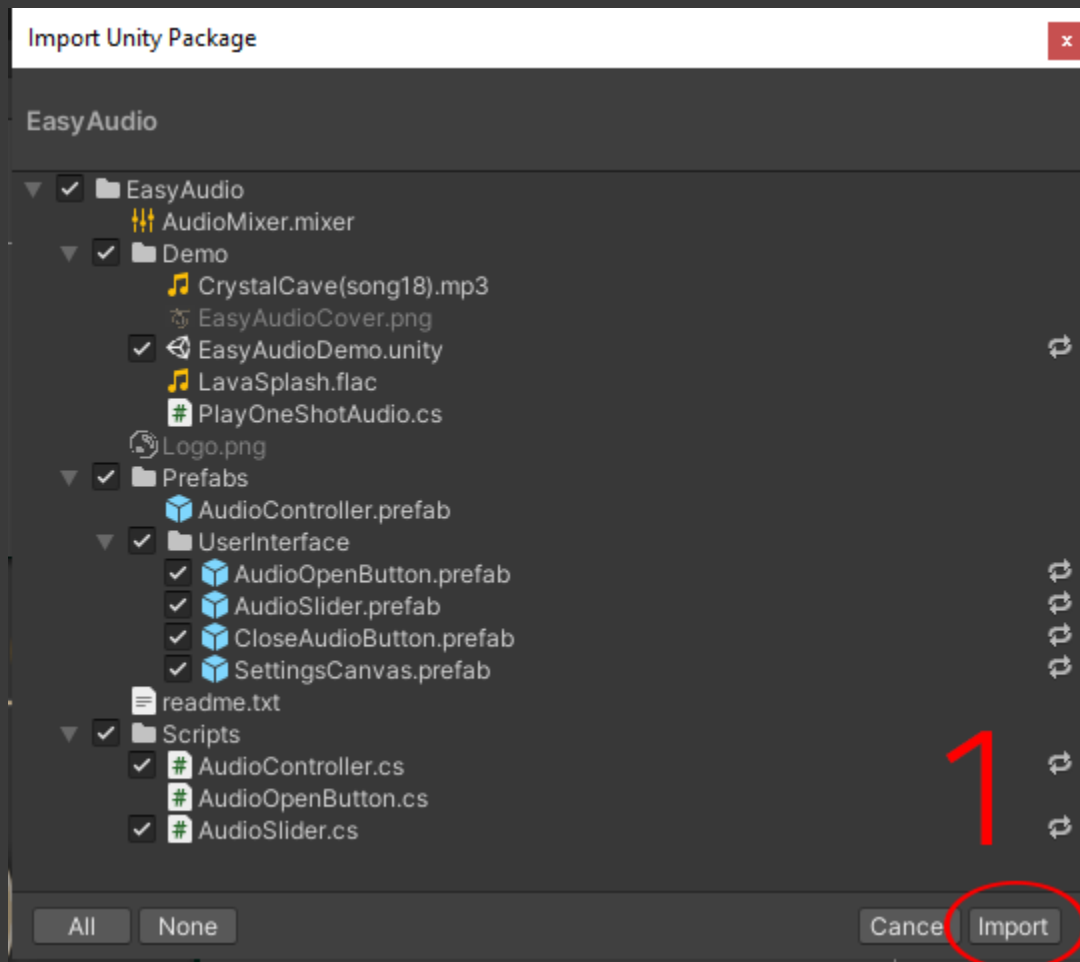 Import Unity Package
x
EasyAudio
EasyAudio
AudioMixer.mixer
Demo
CrystalCave(song18).mp3
EasyAudioCover.png
EasyAudioDemo.unity
LavaSplash.flac
PlayOneShotAudio.cs
Logo.png
Prefabs
AudioController.prefab
UserInterface
AudioOpenButton.prefab
AudioSlider.prefab
CloseAudioButton.prefab
SettingsCanvas.prefab
readme.txt
Scripts
AudioController.cs
AudioOpenButton.cs
AudioSlider.cs
1
All None Cance Import